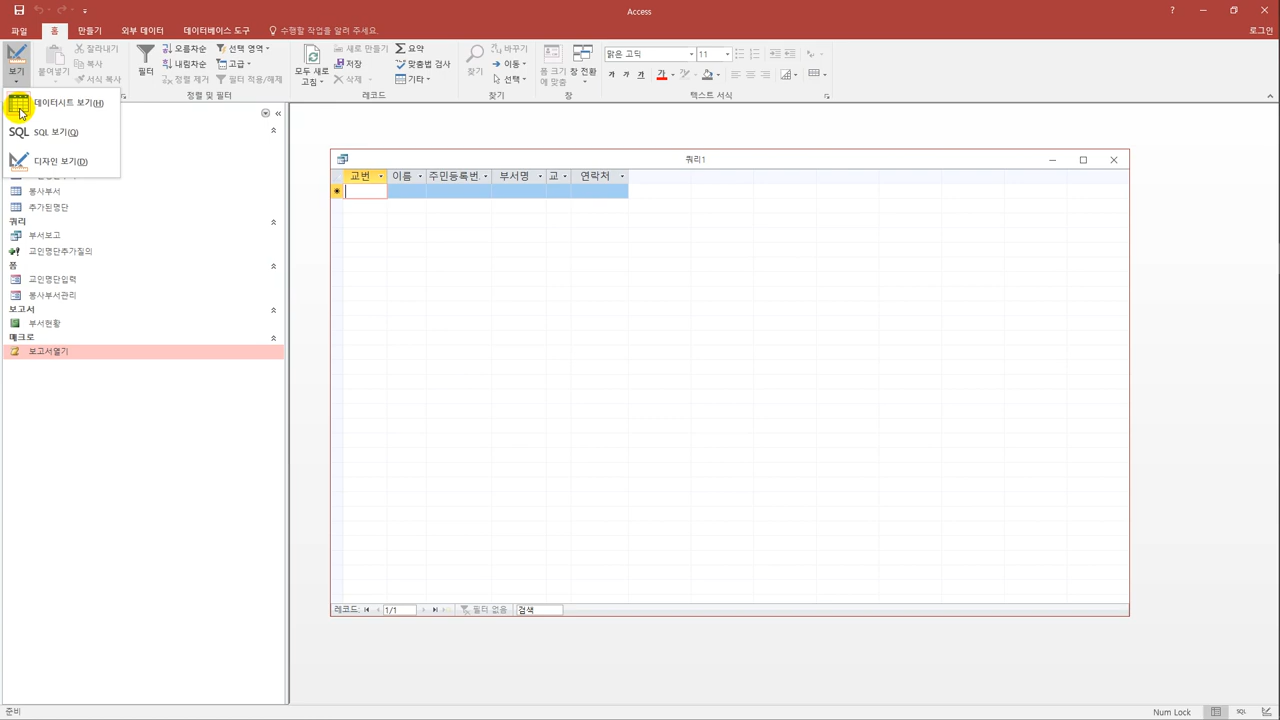 Access
로그인
파일 홈 만들기 외부 데이터 데이터베이스 도구 수행할 작업을 알려 주세요.
보기
붙여넣기
잘라내기
복사
서식 복사
필터
오름차순
내림차순
정렬 제거
선택 영역
고급
필터 적용/해제
정렬 및 필터
모두 새로 고침
새로 만들기
저장
삭제
요약
맞춤법 검사
기타
레코드
찾기
바꾸기
이동
선택
찾기
폼 크기에 맞춤
창 전환
창
맑은 고딕 11
가 가 가 가
텍스트 서식
데이터시트 보기(H)
SQL SQL 보기(Q)
디자인 보기(D)
봉사부서
추가된명단
쿼리
부서보고
교인명단추가질의
폼
교인명단입력
봉사부서관리
보고서
부서현황
매크로
보고서열기
쿼리1
교번 이름 주민등록번 부서명 교 연락처
레코드: 1/1 필터 없음 검색
준비
Num Lock
SQL